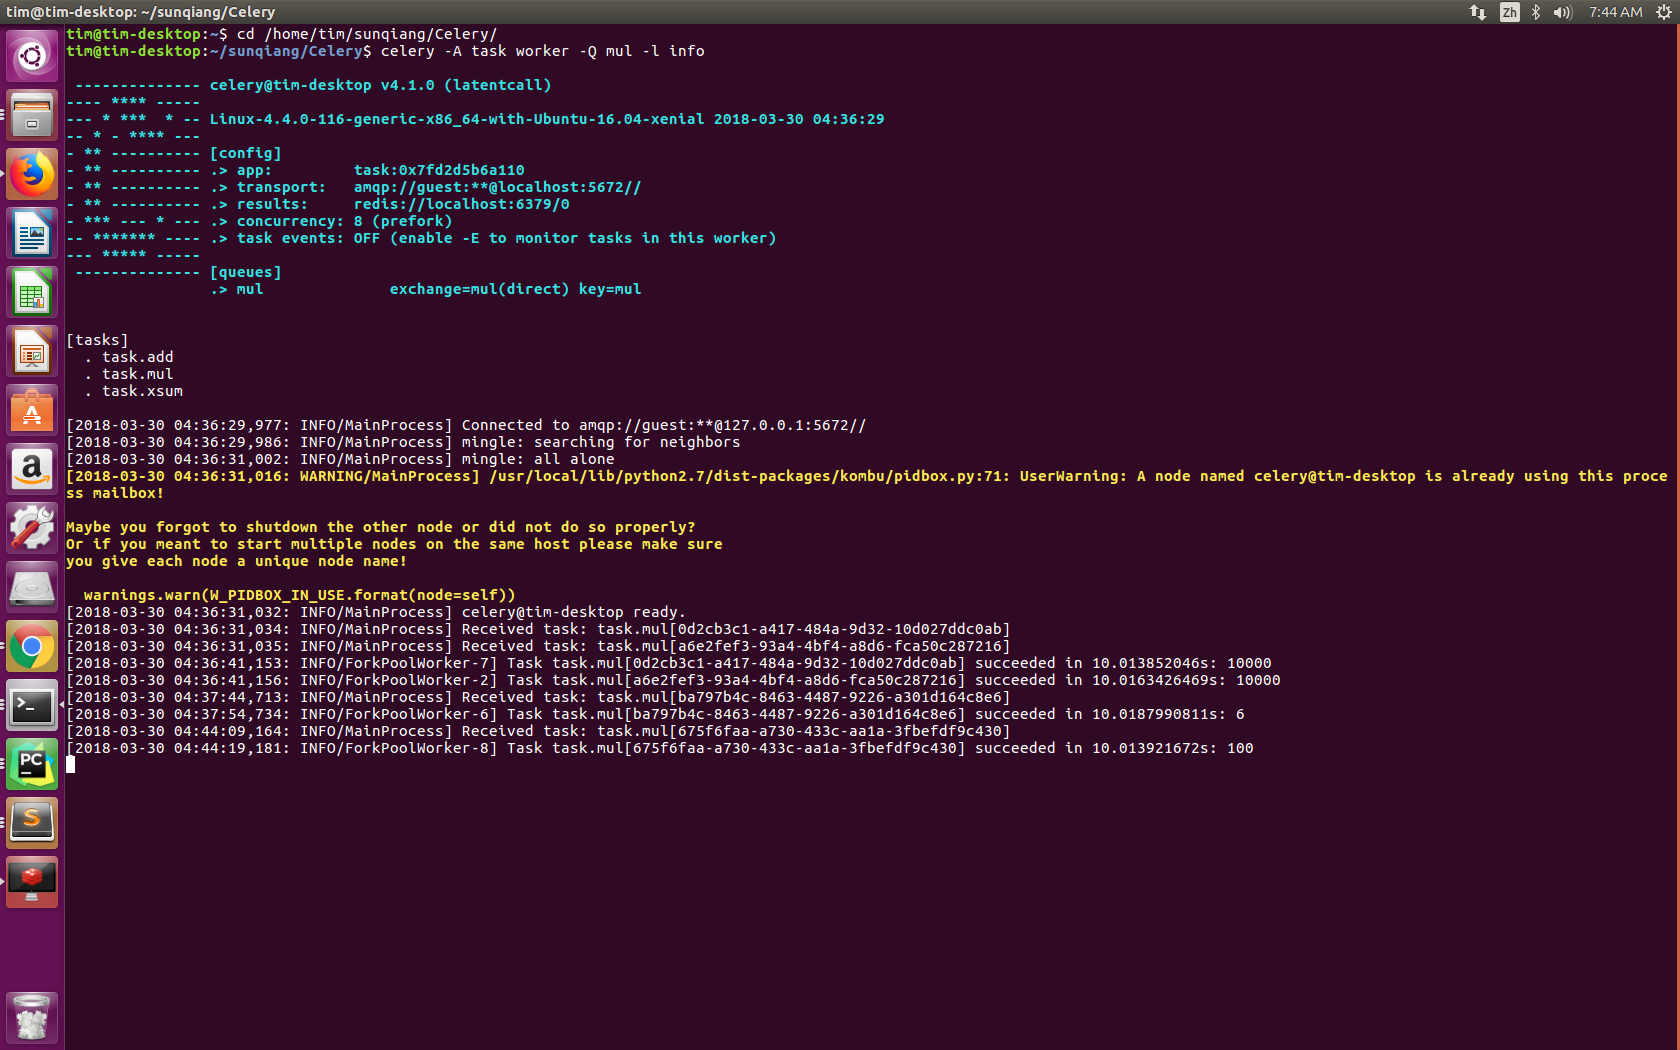 tim@tim-desktop: ~/sunqiang/Celery
Zh
7:44 AM
tim@tim-desktop:~$ cd /home/tim/sunqiang/Celery/
tim@tim-desktop:~/sunqiang/Celery$ celery -A task worker -Q mul -l info
 -------------- celery@tim-desktop v4.1.0 (latentcall)
---- **** -----
--- * ***  * -- Linux-4.4.0-116-generic-x86_64-with-Ubuntu-16.04-xenial 2018-03-30 04:36:29
-- * - **** ---
- ** ---------- [config]
- ** ---------- .> app:         task:0x7fd2d5b6a110
- ** ---------- .> transport:   amqp://guest:**@localhost:5672//
- ** ---------- .> results:     redis://localhost:6379/0
- *** --- * --- .> concurrency: 8 (prefork)
-- ******* ---- .> task events: OFF (enable -E to monitor tasks in this worker)
--- ***** -----
 -------------- [queues]
                .> mul              exchange=mul(direct) key=mul
[tasks]
  . task.add
  . task.mul
  . task.xsum
[2018-03-30 04:36:29,977: INFO/MainProcess] Connected to amqp://guest:**@127.0.0.1:5672//
[2018-03-30 04:36:29,986: INFO/MainProcess] mingle: searching for neighbors
[2018-03-30 04:36:31,002: INFO/MainProcess] mingle: all alone
[2018-03-30 04:36:31,016: WARNING/MainProcess] /usr/local/lib/python2.7/dist-packages/kombu/pidbox.py:71: UserWarning: A node named celery@tim-desktop is already using this proce
ss mailbox!
Maybe you forgot to shutdown the other node or did not do so properly?
Or if you meant to start multiple nodes on the same host please make sure
you give each node a unique node name!
  warnings.warn(W_PIDBOX_IN_USE.format(node=self))
[2018-03-30 04:36:31,032: INFO/MainProcess] celery@tim-desktop ready.
[2018-03-30 04:36:31,034: INFO/MainProcess] Received task: task.mul[0d2cb3c1-a417-484a-9d32-10d027ddc0ab]
[2018-03-30 04:36:31,035: INFO/MainProcess] Received task: task.mul[a6e2fef3-93a4-4bf4-a8d6-fca50c287216]
[2018-03-30 04:36:41,153: INFO/ForkPoolWorker-7] Task task.mul[0d2cb3c1-a417-484a-9d32-10d027ddc0ab] succeeded in 10.013852046s: 10000
[2018-03-30 04:36:41,156: INFO/ForkPoolWorker-2] Task task.mul[a6e2fef3-93a4-4bf4-a8d6-fca50c287216] succeeded in 10.0163426469s: 10000
[2018-03-30 04:37:44,713: INFO/MainProcess] Received task: task.mul[ba797b4c-8463-4487-9226-a301d164c8e6]
[2018-03-30 04:37:54,734: INFO/ForkPoolWorker-6] Task task.mul[ba797b4c-8463-4487-9226-a301d164c8e6] succeeded in 10.0187990811s: 6
[2018-03-30 04:44:09,164: INFO/MainProcess] Received task: task.mul[675f6faa-a730-433c-aa1a-3fbefdf9c430]
[2018-03-30 04:44:19,181: INFO/ForkPoolWorker-8] Task task.mul[675f6faa-a730-433c-aa1a-3fbefdf9c430] succeeded in 10.013921672s: 100
A
a
>_
PC
S